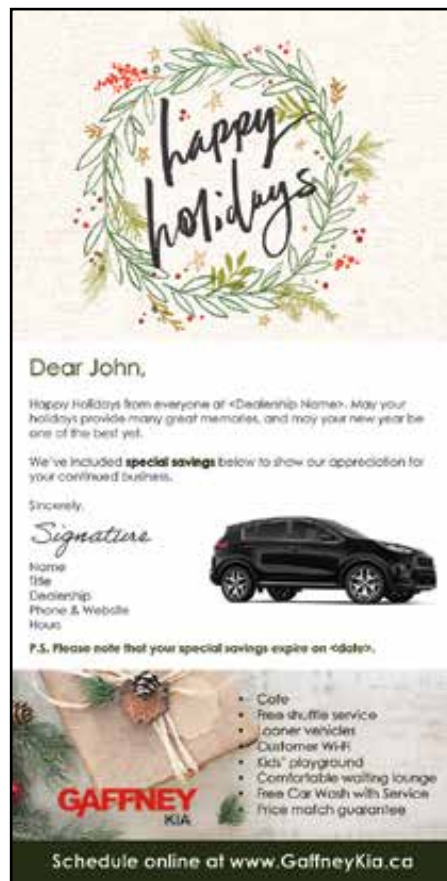 happy
holidays
Dear John,
Happy Holidays from everyone at <Dealership Name>. May your
holidays provide many great memories, and may your new year be
one of the best yet.
We've included special savings below to show our appreciation for
your continued business.
Sincerely,
Signature
Name
Title
Dealership
Phone & Website
Hours
P.S. Please note that your special savings expire on <date>.
• Cafe
• Free shuttle service
• Loaner vehicles
• Customer Wi-Fi
• Kids' playground
• Comfortable waiting lounge
• Free Car Wash with Service
• Price match guarantee
GAFFNEY
KIA
Schedule online at www.GaffneyKia.ca